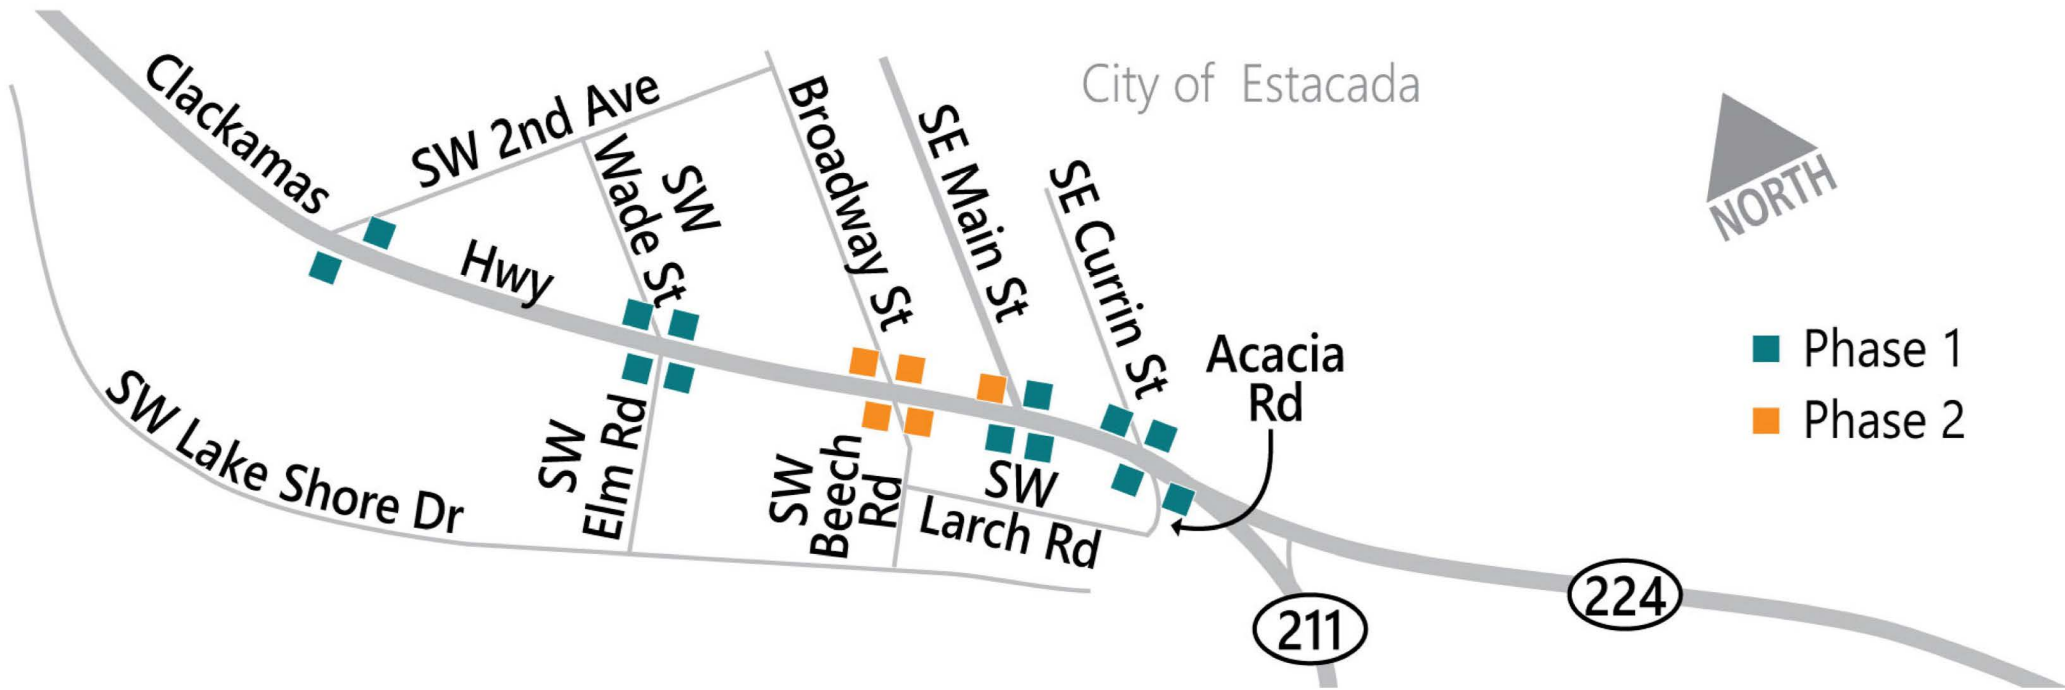 Clackamas
Hwy
SW 2nd Ave
SW
Wade St
Broadway St
SE Main St
SE Currin St
City of Estacada
NORTH
Acacia
Rd
Phase 1
Phase 2
SW Lake Shore Dr
SW
Elm Rd
SW
Beech
Rd
SW
Larch Rd
211
224